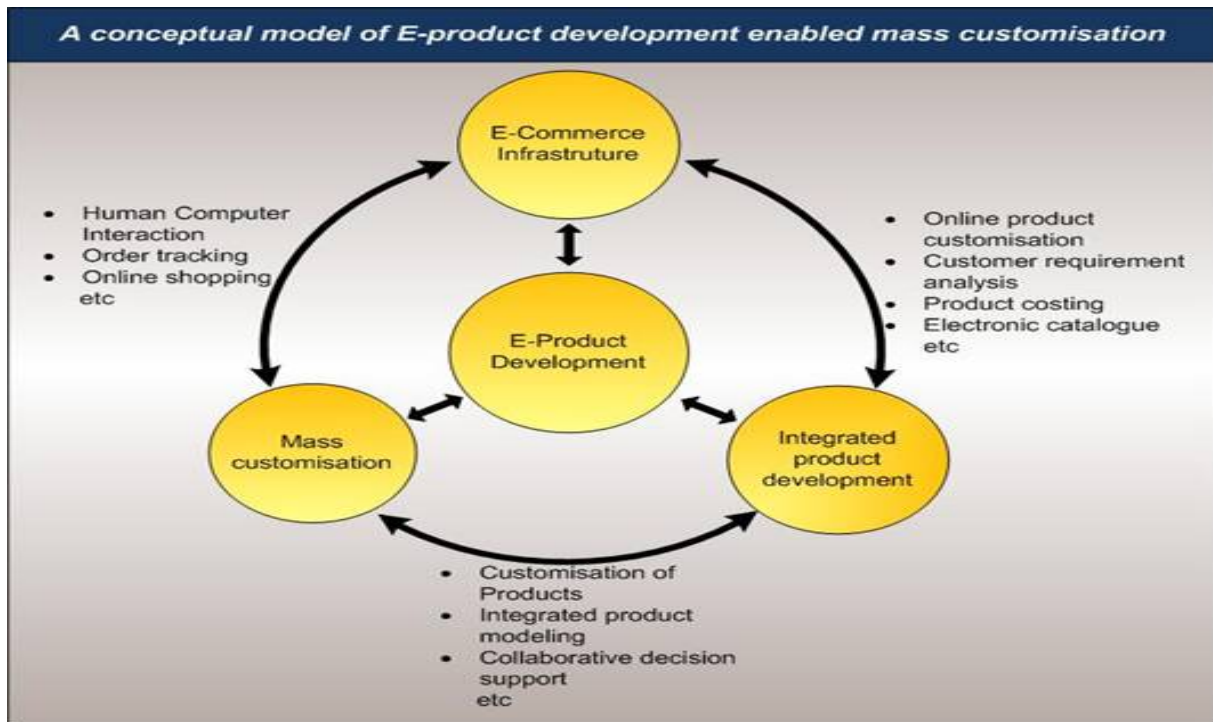 A conceptual model of E-product development enabled mass customisation
E-Commerce
Infrastruture
• Human Computer
Interaction
• Order tracking
• Online shopping
etc
• Online product
customisation
• Customer requirement
analysis
• Product costing
• Electronic catalogue
etc
E-Product
Development
Mass
customisation
Integrated
product
development
• Customisation of
Products
• Integrated product
modeling
• Collaborative decision
support
etc